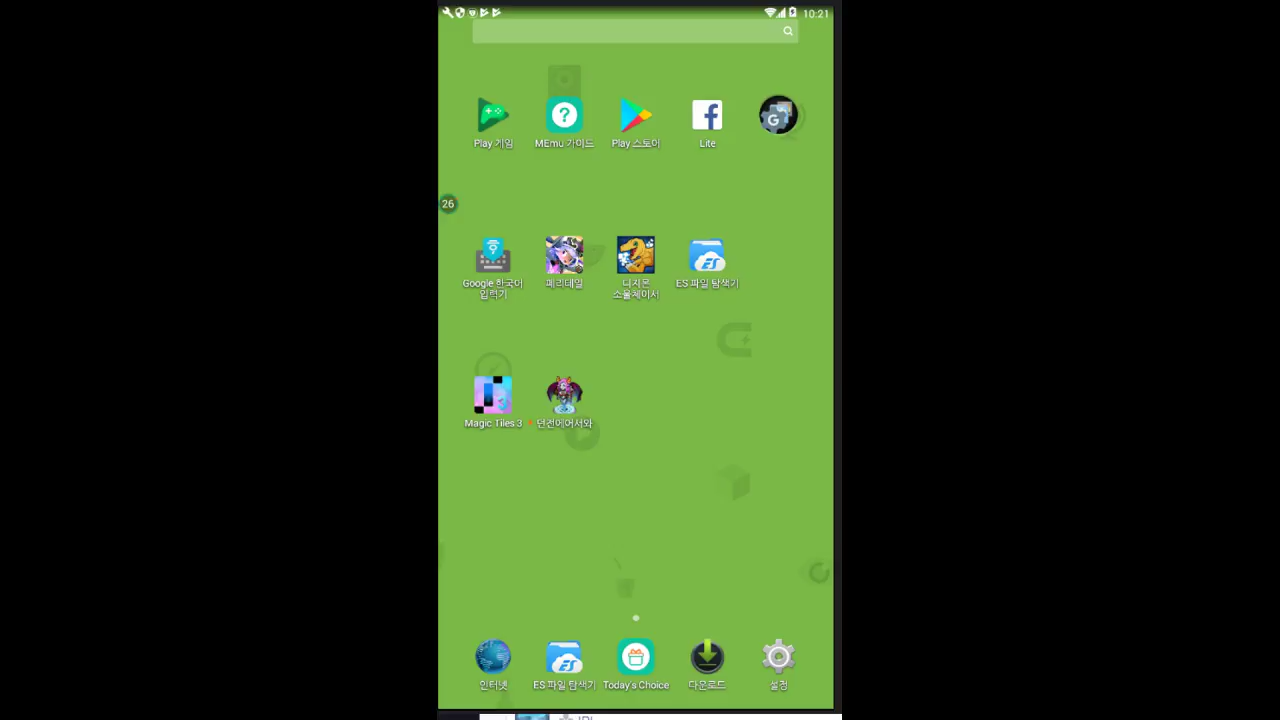 10:21
Play 게임
MEmu 가이드
Play 스토어
Lite
26
Google 한국어
입력기
페리테일
디지몬
소울체이서
ES 파일 탐색기
Magic Tiles 3
던전에어서와
인터넷
ES 파일 탐색기
Today's Choice
다운로드
설정